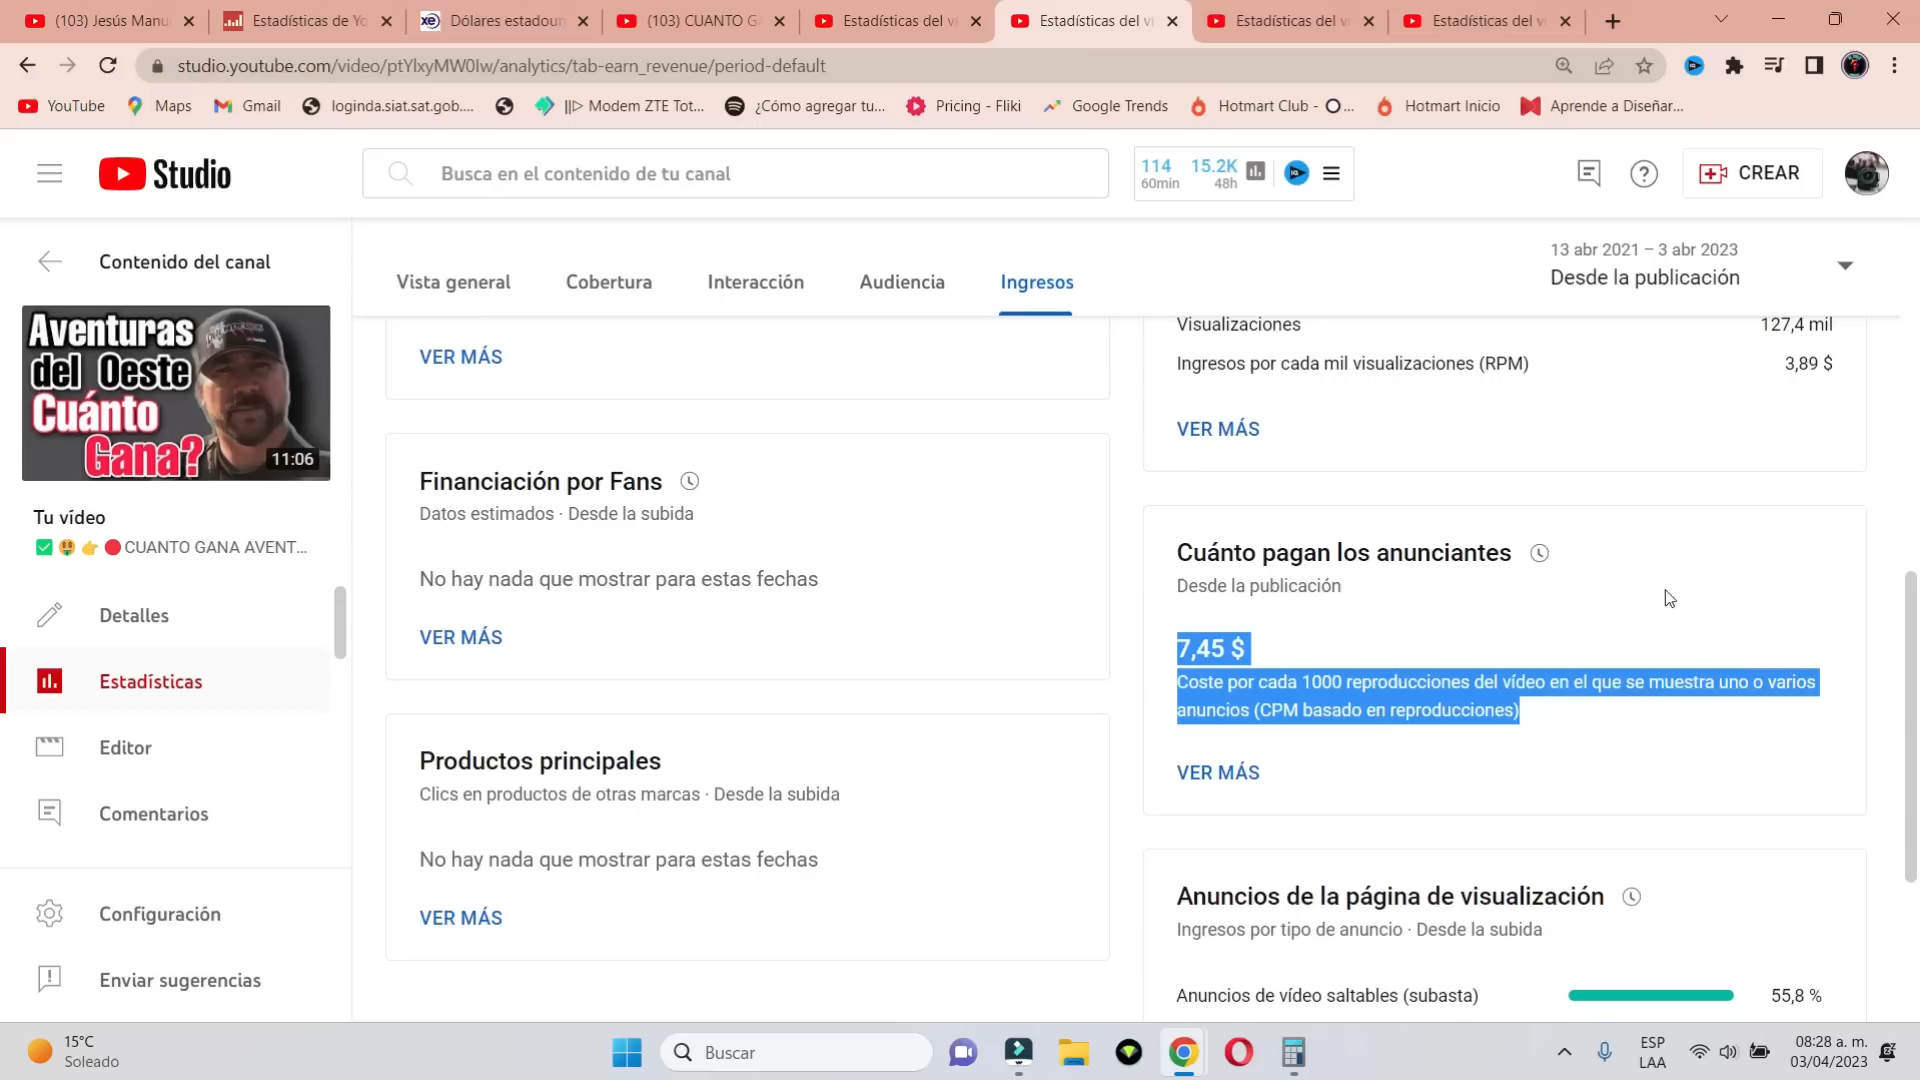 (103) Jesús Manu
Estadísticas de Yo
Dólares estadoun
(103) CUANTO GA
Estadísticas del ví
Estadísticas del ví
Estadísticas del ví
Estadísticas del ví
studio.youtube.com/video/ptYlxyMW0Iw/analytics/tab-earn_revenue/period-default
YouTube
Maps
Gmail
loginda.siat.sat.gob....
||▷ Modem ZTE Tot...
¿Cómo agregar tu...
Pricing - Fliki
Google Trends
Hotmart Club - O...
Hotmart Inicio
Aprende a Diseñar...
Studio
Busca en el contenido de tu canal
114 15.2K
60min 48h
CREAR
Contenido del canal
Aventuras
del Oeste
Cuánto
Gana?
11:06
Tu vídeo
✅ 🤑 👉 🔴 CUANTO GANA AVENT...
Detalles
Estadísticas
Editor
Comentarios
Configuración
Enviar sugerencias
Vista general
Cobertura
Interacción
Audiencia
Ingresos
13 abr 2021 – 3 abr 2023
Desde la publicación
VER MÁS
Financiación por Fans
Datos estimados · Desde la subida
No hay nada que mostrar para estas fechas
VER MÁS
Productos principales
Clics en productos de otras marcas · Desde la subida
No hay nada que mostrar para estas fechas
VER MÁS
Visualizaciones 127,4 mil
Ingresos por cada mil visualizaciones (RPM) 3,89 $
VER MÁS
Cuánto pagan los anunciantes
Desde la publicación
7,45 $
Coste por cada 1000 reproducciones del vídeo en el que se muestra uno o varios
anuncios (CPM basado en reproducciones)
VER MÁS
Anuncios de la página de visualización
Ingresos por tipo de anuncio · Desde la subida
Anuncios de vídeo saltables (subasta) 55,8 %
15°C
Soleado
Buscar
ESP
LAA
08:28 a. m.
03/04/2023